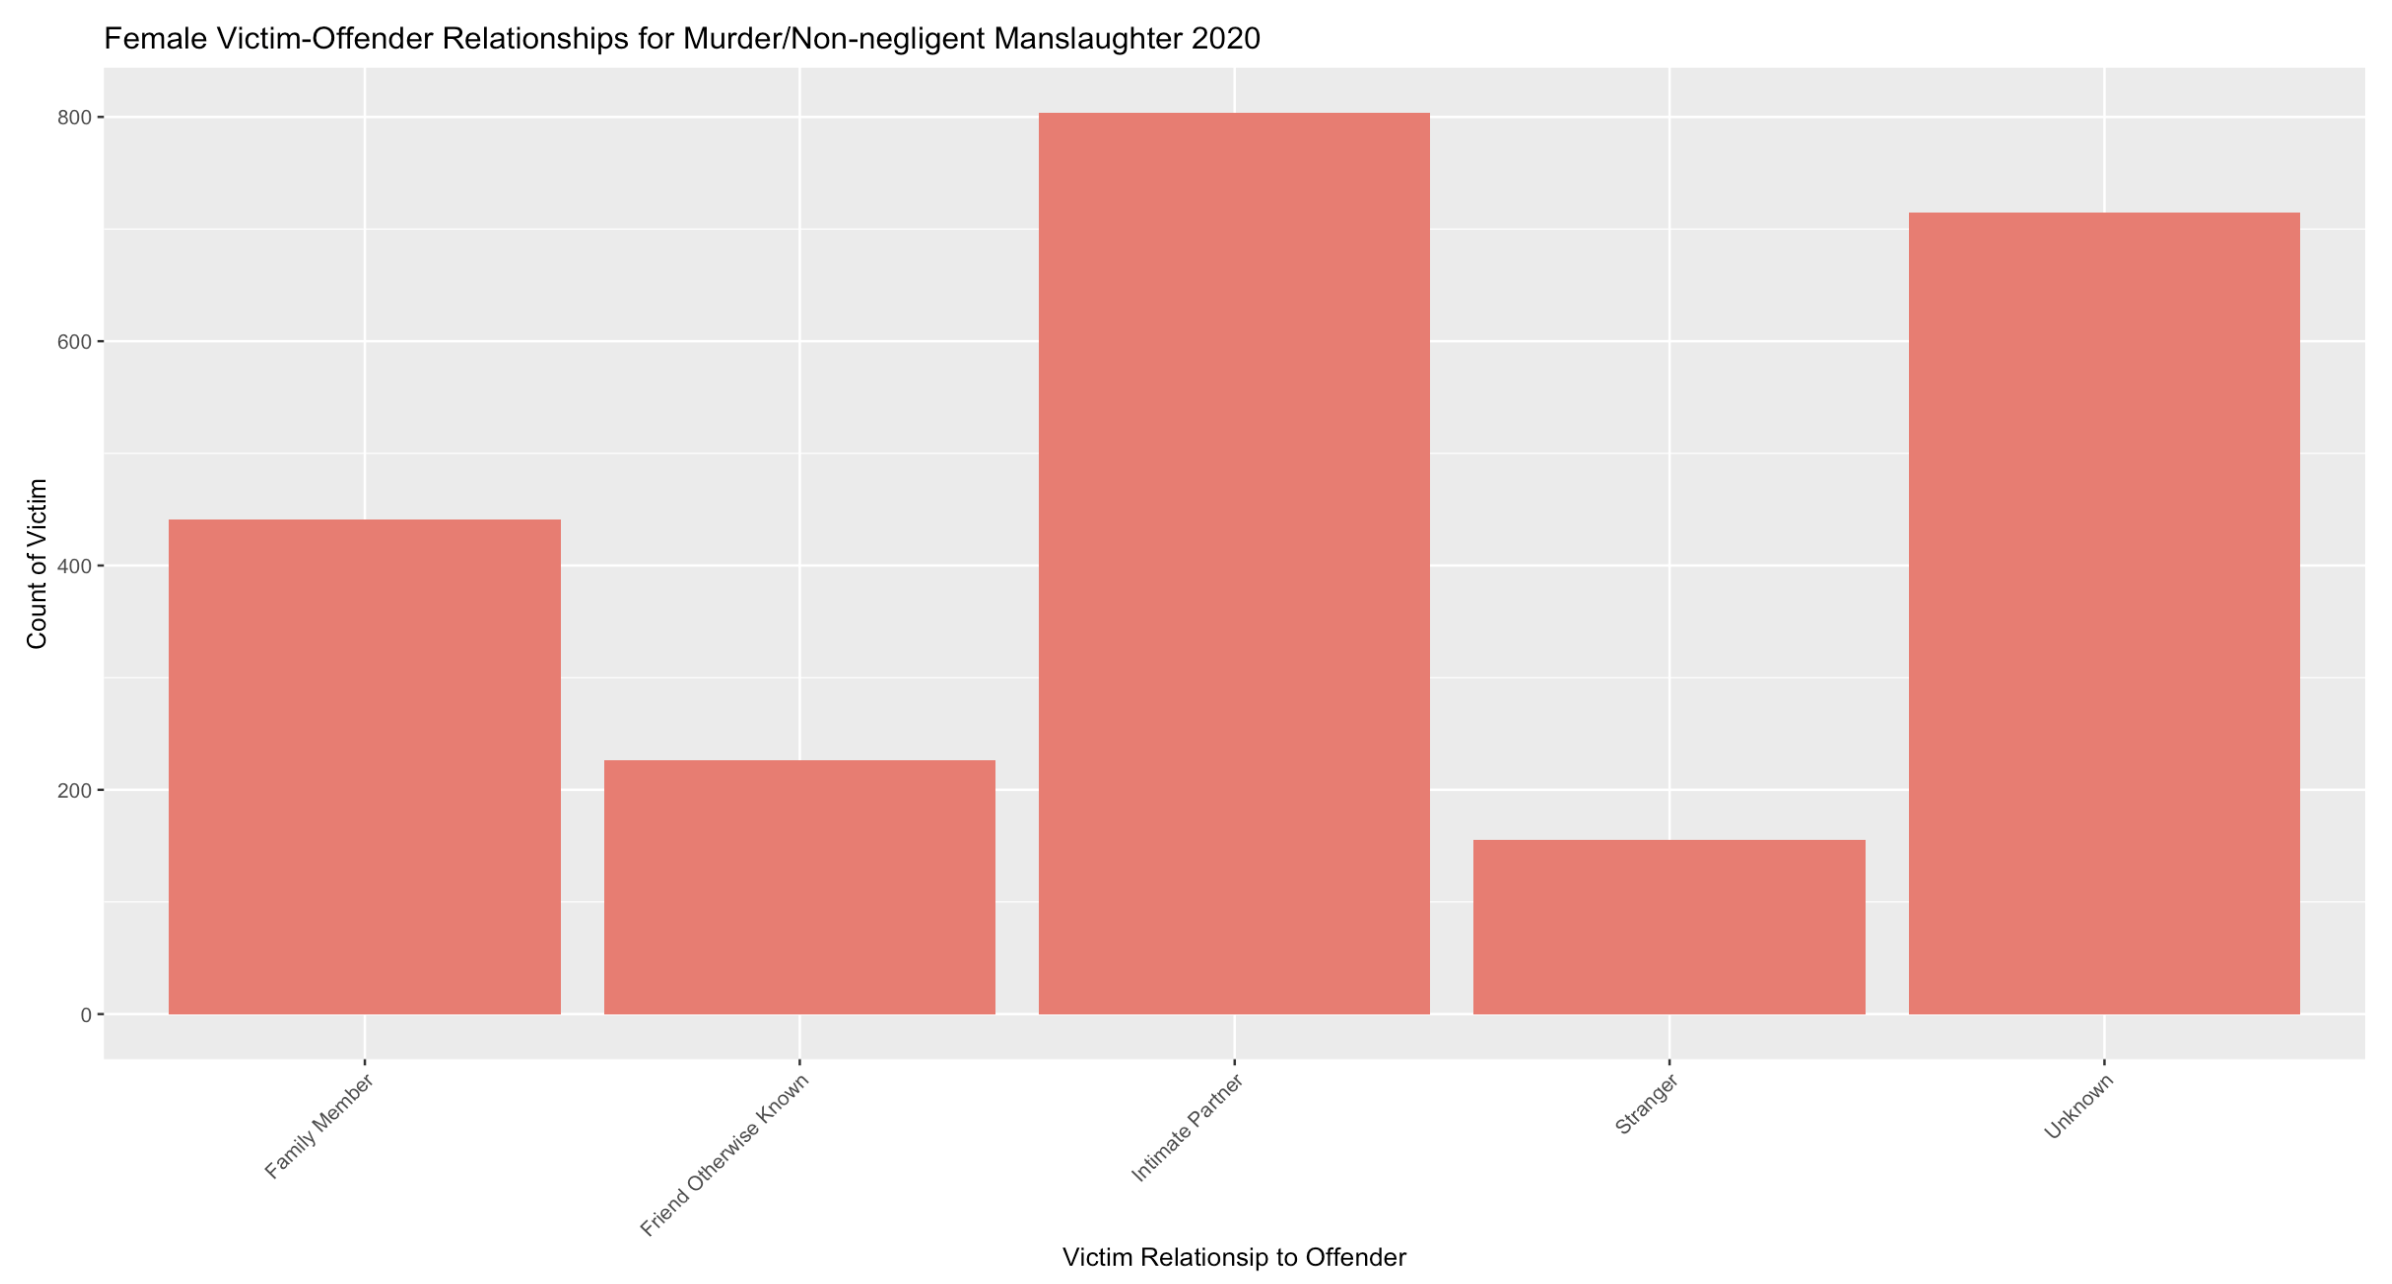 Female Victim-Offender Relationships for Murder/Non-negligent Manslaughter 2020
Count of Victim
800
600
400
200
0
Family Member
Friend Otherwise Known
Intimate Partner
Stranger
Unknown
Victim Relationsip to Offender